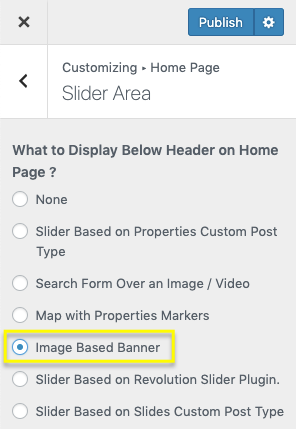 Publish
Customizing ▸ Home Page
Slider Area
What to Display Below Header on Home
Page ?
None
Slider Based on Properties Custom Post
Type
Search Form Over an Image / Video
Map with Properties Markers
Image Based Banner
Slider Based on Revolution Slider Plugin.
Slider Based on Slides Custom Post Type